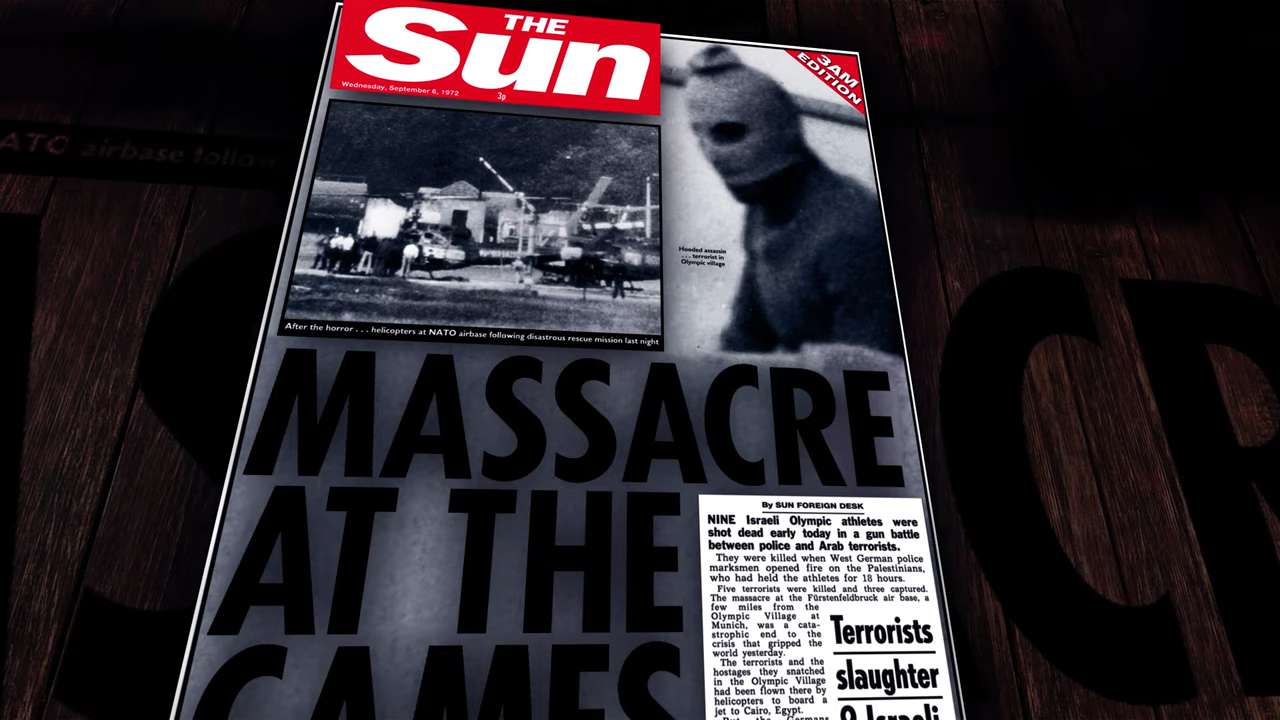 THE
Sun
Wednesday, September 6, 1972
3p
3AM
EDITION
ATO airbase follow
Hooded assassin
. . . terrorist in
Olympic village
After the horror . . . helicopters at NATO airbase following disastrous rescue mission last night
MASSACRE
AT THE
GAMES
By SUN FOREIGN DESK
NINE Israeli Olympic athletes were
shot dead early today in a gun battle
between police and Arab terrorists.
They were killed when West German police
marksmen opened fire on the Palestinians,
who had held the athletes for 18 hours.
Five terrorists were killed and three captured.
The massacre at the Fürstenfeldbruck air base, a
few miles from the
Olympic Village at
Munich, was a cata-
strophic end to the
crisis that gripped the
world yesterday.
The terrorists and the
hostages they snatched
in the Olympic Village
had been flown there by
helicopters to board a
jet to Cairo, Egypt.
But the Germans
Terrorists
slaughter
9 Israeli
S
CR